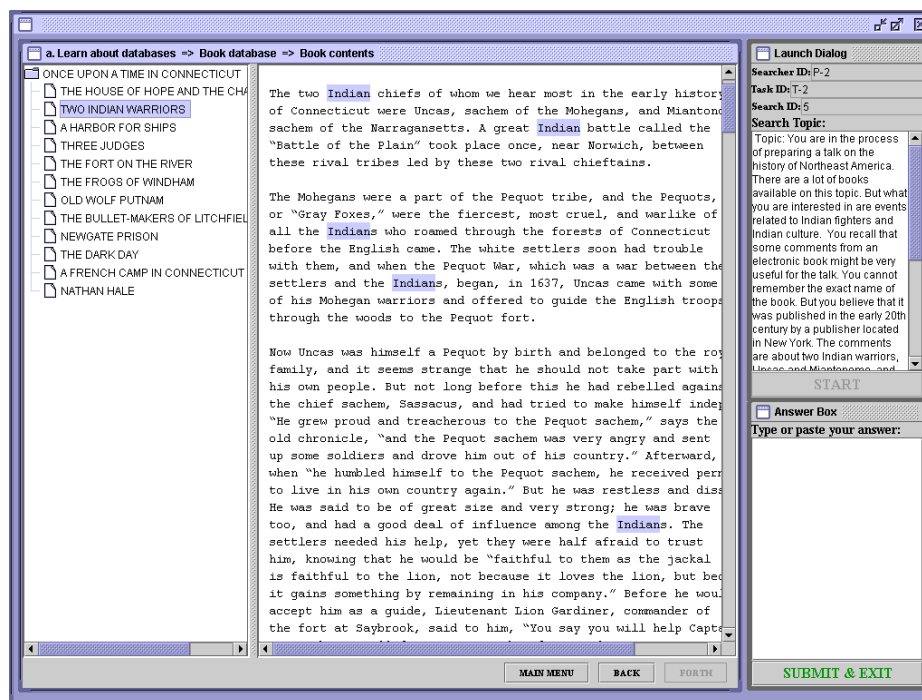 a. Learn about databases => Book database => Book contents
ONCE UPON A TIME IN CONNECTICUT
THE HOUSE OF HOPE AND THE CHA
TWO INDIAN WARRIORS
A HARBOR FOR SHIPS
THREE JUDGES
THE FORT ON THE RIVER
THE FROGS OF WINDHAM
OLD WOLF PUTNAM
THE BULLET-MAKERS OF LITCHFIEL
NEWGATE PRISON
THE DARK DAY
A FRENCH CAMP IN CONNECTICUT
NATHAN HALE
The two Indian chiefs of whom we hear most in the early history
of Connecticut were Uncas, sachem of the Mohegans, and Miantono
sachem of the Narragansetts. A great Indian battle called the
“Battle of the Plain” took place once, near Norwich, between
these rival tribes led by these two rival chieftains.
The Mohegans were a part of the Pequot tribe, and the Pequots,
or “Gray Foxes,” were the fiercest, most cruel, and warlike of
all the Indians who roamed through the forests of Connecticut
before the English came. The white settlers soon had trouble
with them, and when the Pequot War, which was a war between the
settlers and the Indians, began, in 1637, Uncas came with some
of his Mohegan warriors and offered to guide the English troops
through the woods to the Pequot fort.
Now Uncas was himself a Pequot by birth and belonged to the roy
family, and it seems strange that he should not take part with
his own people. But not long before this he had rebelled agains
the chief sachem, Sassacus, and had tried to make himself indep
“He grew proud and treacherous to the Pequot sachem,” says the
old chronicle, “and the Pequot sachem was very angry and sent
up some soldiers and drove him out of his country.” Afterward,
when “he humbled himself to the Pequot sachem, he received perm
to live in his own country again.” But he was restless and diss
He was said to be of great size and very strong; he was brave
too, and had a good deal of influence among the Indians. The
settlers needed his help, yet they were half afraid to trust
him, knowing that he would be “faithful to them as the jackal
is faithful to the lion, not because it loves the lion, but bec
it gains something by remaining in his company.” Before he woul
accept him as a guide, Lieutenant Lion Gardiner, commander of
the fort at Saybrook, said to him, “You say you will help Capta
MAIN MENU
BACK
FORTH
Launch Dialog
Searcher ID: P-2
Task ID: T-2
Search ID: 5
Search Topic:
Topic: You are in the process
of preparing a talk on the
history of Northeast America.
There are a lot of books
available on this topic. But what
you are interested in are events
related to Indian fighters and
Indian culture. You recall that
some comments from an
electronic book might be very
useful for the talk. You cannot
remember the exact name of
the book. But you believe that it
was published in the early 20th
century by a publisher located
in New York. The comments
are about two Indian warriors,
Uncas and Miantonomo, and
START
Answer Box
Type or paste your answer:
SUBMIT & EXIT